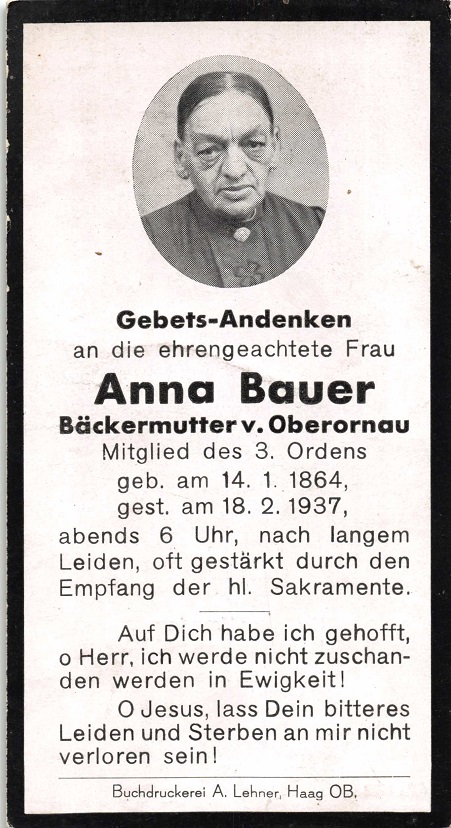 Gebets-Andenken
an die ehrengeachtete Frau
Anna Bauer
Bäckermutter v. Oberornau
Mitglied des 3. Ordens
geb. am 14. 1. 1864,
gest. am 18. 2. 1937,
abends 6 Uhr, nach langem
Leiden, oft gestärkt durch den
Empfang der hl. Sakramente.
Auf Dich habe ich gehofft,
o Herr, ich werde nicht zuschan-
den werden in Ewigkeit!
O Jesus, lass Dein bitteres
Leiden und Sterben an mir nicht
verloren sein!
Buchdruckerei A. Lehner, Haag OB.